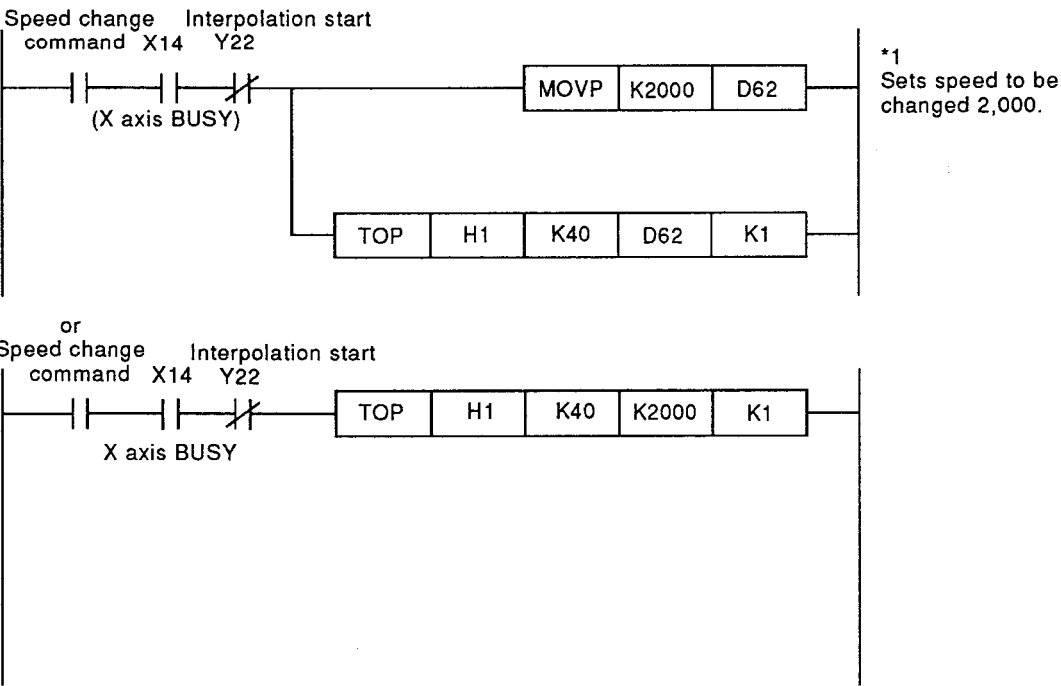 Speed change Interpolation start
command X14 Y22
(X axis BUSY)
MOVP K2000 D62
*1
Sets speed to be
changed 2,000.
TOP H1 K40 D62 K1
or
Speed change Interpolation start
command X14 Y22
TOP H1 K40 K2000 K1
X axis BUSY